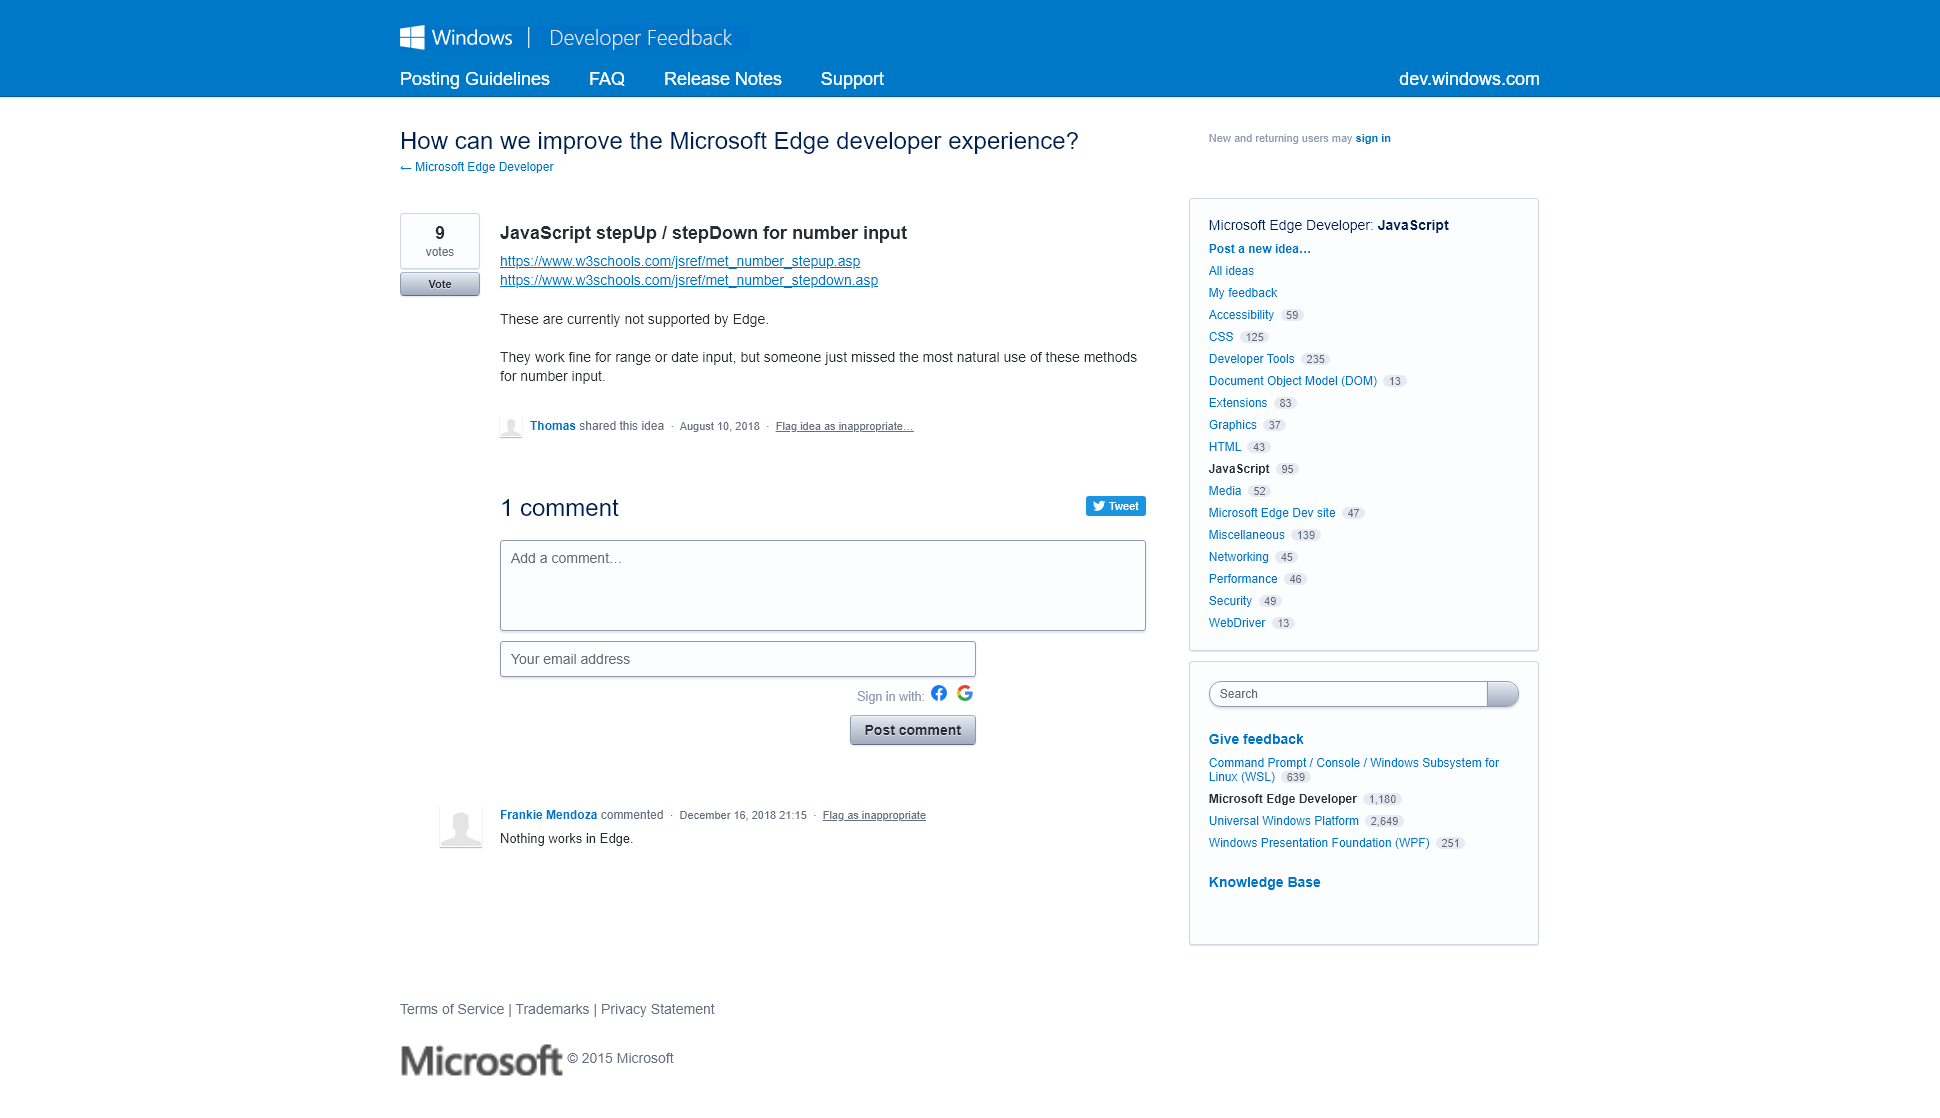 Windows | Developer Feedback
Posting Guidelines FAQ Release Notes Support dev.windows.com
How can we improve the Microsoft Edge developer experience?
← Microsoft Edge Developer
New and returning users may sign in
9
votes
Vote
JavaScript stepUp / stepDown for number input
https://www.w3schools.com/jsref/met_number_stepup.asp
https://www.w3schools.com/jsref/met_number_stepdown.asp
These are currently not supported by Edge.
They work fine for range or date input, but someone just missed the most natural use of these methods
for number input.
Thomas shared this idea · August 10, 2018 · Flag idea as inappropriate…
1 comment
Tweet
Add a comment…
Your email address
Sign in with:
Post comment
Frankie Mendoza commented · December 16, 2018 21:15 · Flag as inappropriate
Nothing works in Edge.
Microsoft Edge Developer: JavaScript
Post a new idea…
All ideas
My feedback
Accessibility 59
CSS 125
Developer Tools 235
Document Object Model (DOM) 13
Extensions 83
Graphics 37
HTML 43
JavaScript 95
Media 52
Microsoft Edge Dev site 47
Miscellaneous 139
Networking 45
Performance 46
Security 49
WebDriver 13
Search
Give feedback
Command Prompt / Console / Windows Subsystem for
Linux (WSL) 639
Microsoft Edge Developer 1,180
Universal Windows Platform 2,649
Windows Presentation Foundation (WPF) 251
Knowledge Base
Terms of Service | Trademarks | Privacy Statement
Microsoft © 2015 Microsoft